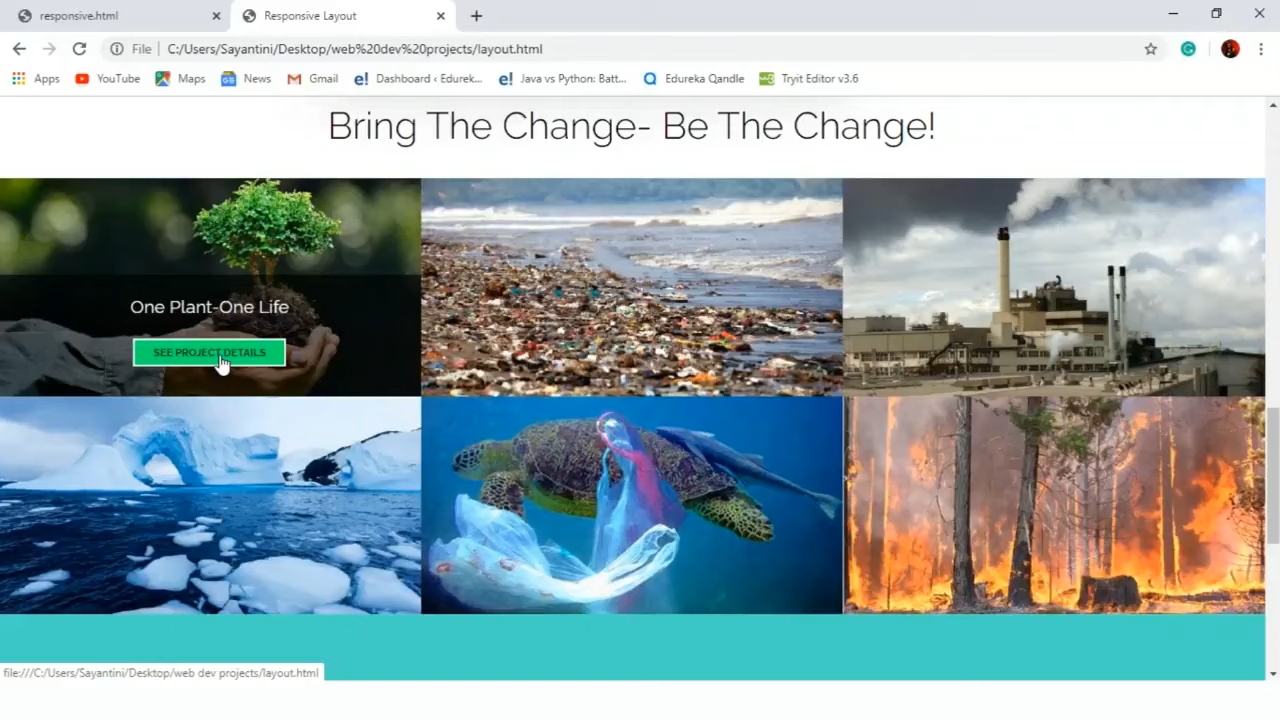 responsive.html
Responsive Layout
File
C:/Users/Sayantini/Desktop/web%20dev%20projects/layout.html
Apps
YouTube
Maps
News
Gmail
Dashboard ‹ Edurek...
Java vs Python: Batt...
Edureka Qandle
Tryit Editor v3.6
Bring The Change- Be The Change!
One Plant-One Life
SEE PROJECT DETAILS
file:///C:/Users/Sayantini/Desktop/web dev projects/layout.html